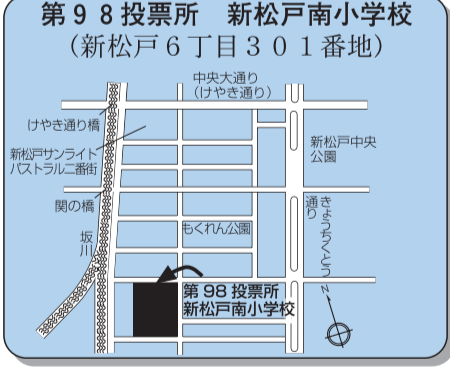 第９８投票所　新松戸南小学校
（新松戸６丁目３０１番地）
中央大通り
（けやき通り）
けやき通り橋
新松戸サンライト
パストラル二番街
新松戸中央
公園
関の橋
きょうちくとう
通り
もくれん公園
坂川
第 98 投票所
新松戸南小学校
N